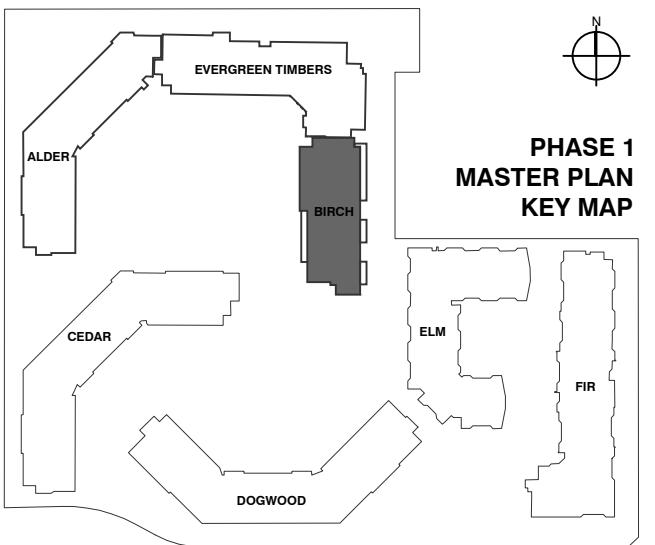 N
EVERGREEN TIMBERS
PHASE 1
MASTER PLAN
KEY MAP
ALDER
BIRCH
CEDAR
ELM
FIR
DOGWOOD